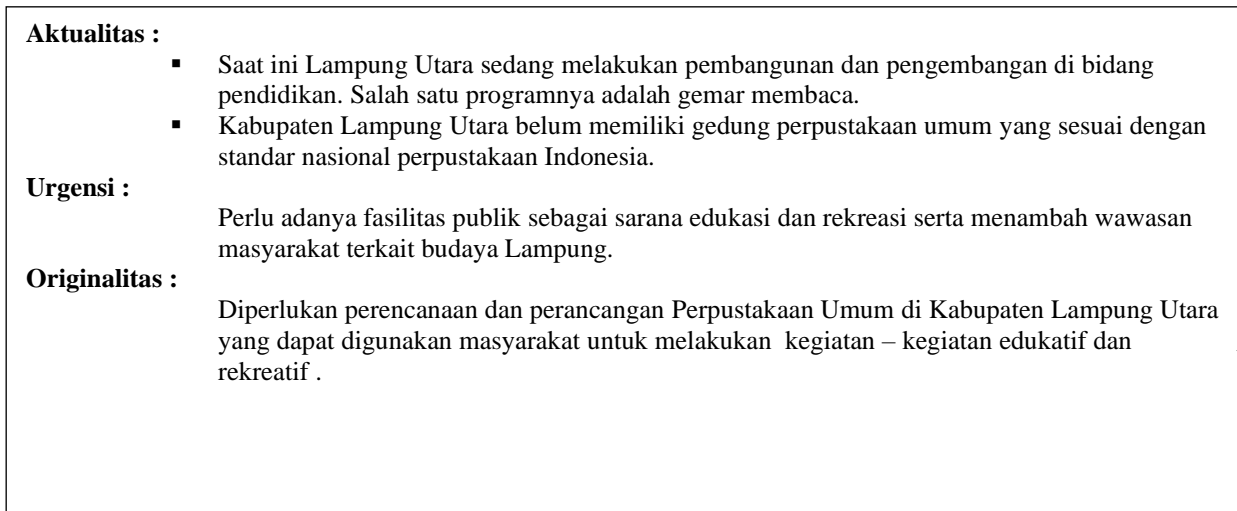 Aktualitas :
▪ Saat ini Lampung Utara sedang melakukan pembangunan dan pengembangan di bidang
pendidikan. Salah satu programnya adalah gemar membaca.
▪ Kabupaten Lampung Utara belum memiliki gedung perpustakaan umum yang sesuai dengan
standar nasional perpustakaan Indonesia.
Urgensi :
Perlu adanya fasilitas publik sebagai sarana edukasi dan rekreasi serta menambah wawasan
masyarakat terkait budaya Lampung.
Originalitas :
Diperlukan perencanaan dan perancangan Perpustakaan Umum di Kabupaten Lampung Utara
yang dapat digunakan masyarakat untuk melakukan  kegiatan – kegiatan edukatif dan
rekreatif .